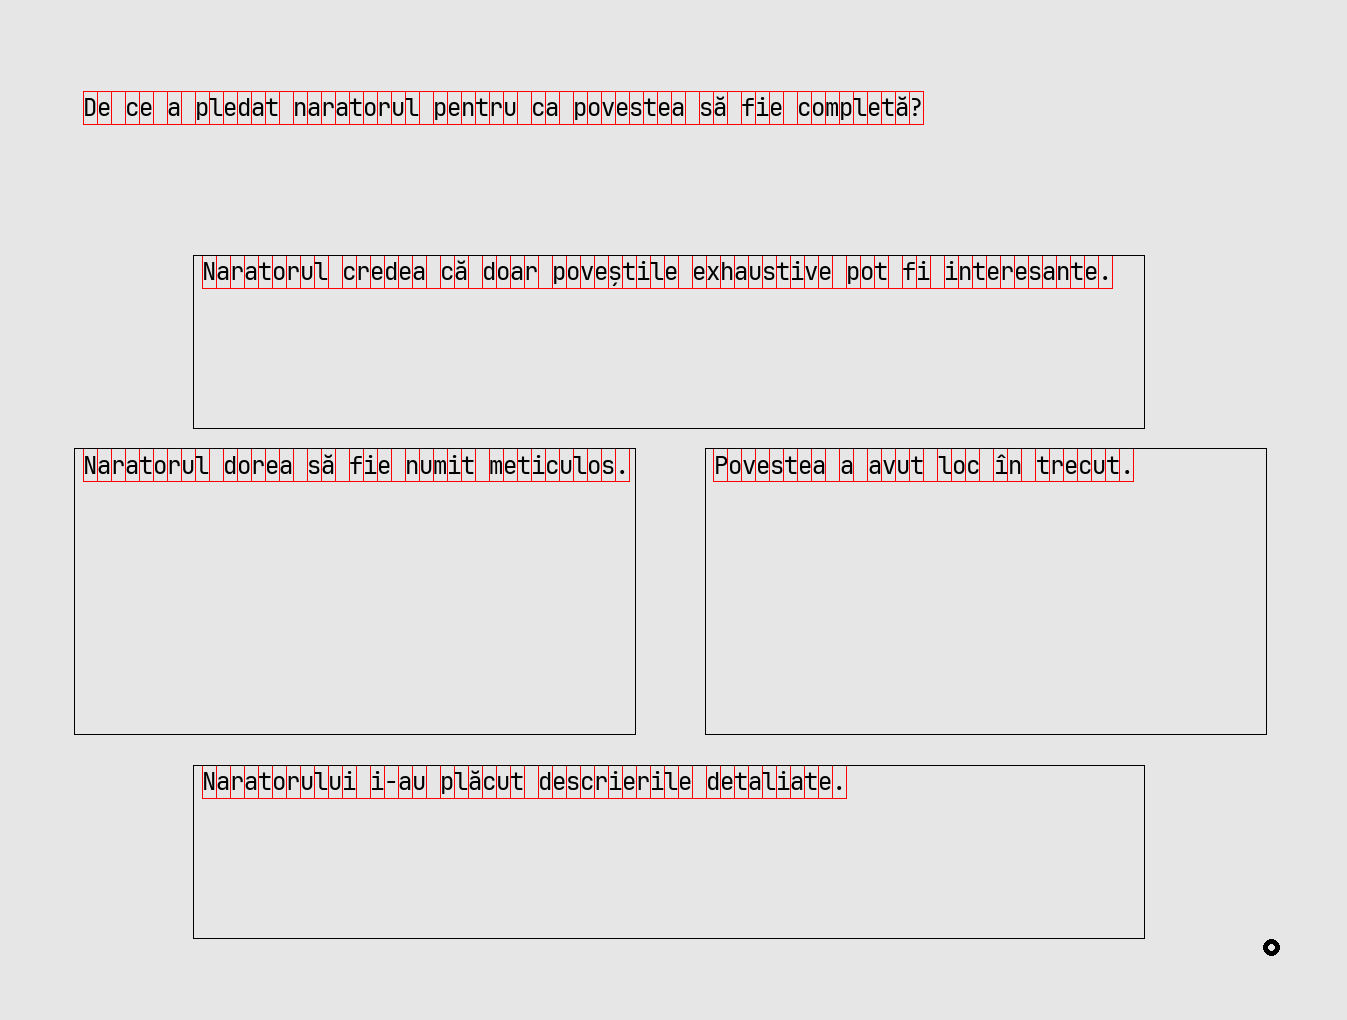 De ce a pledat naratorul pentru ca povestea să fie completă?
Naratorul credea că doar poveștile exhaustive pot fi interesante.
Naratorul dorea să fie numit meticulos.
Povestea a avut loc în trecut.
Naratorului i-au plăcut descrierile detaliate.